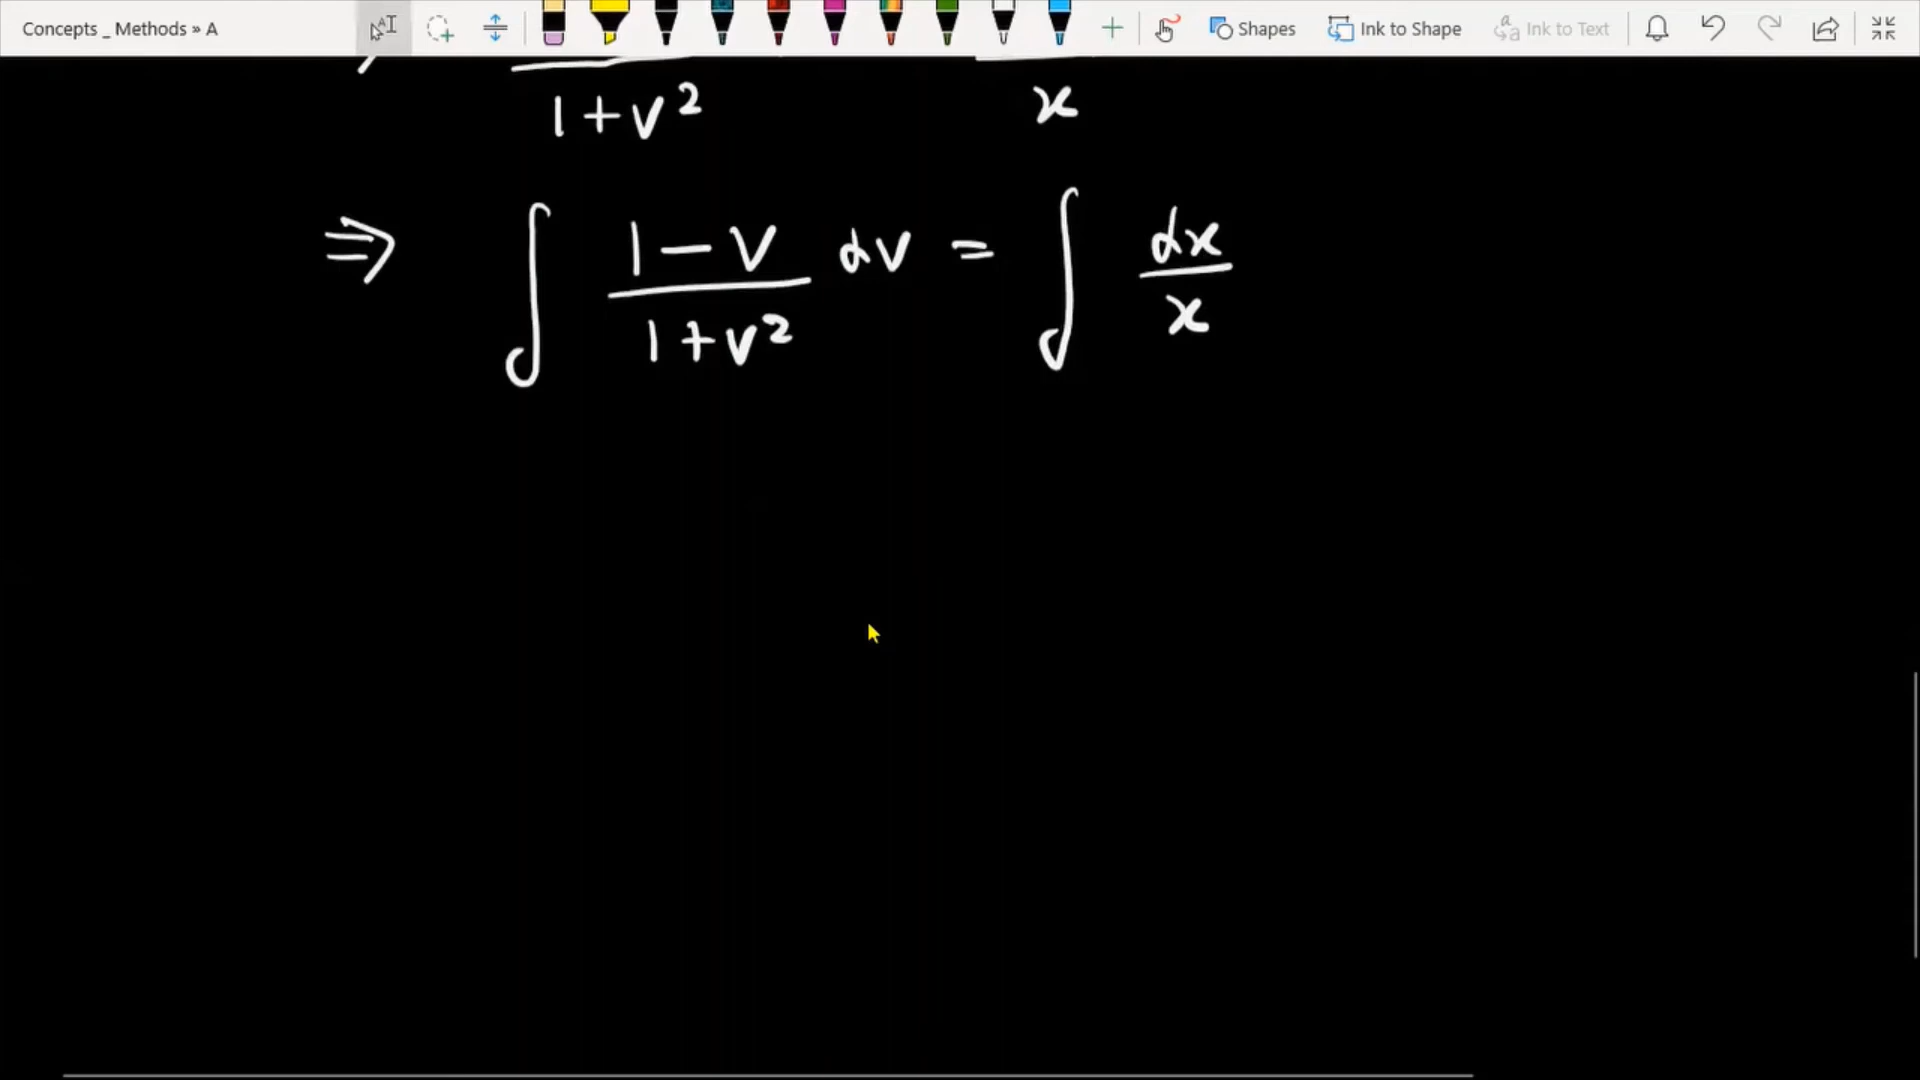 Concepts _ Methods » A
Shapes Ink to Shape Ink to Text
1+v² x
⇒ ∫ 1-v/1+v² dv = ∫ dx/x